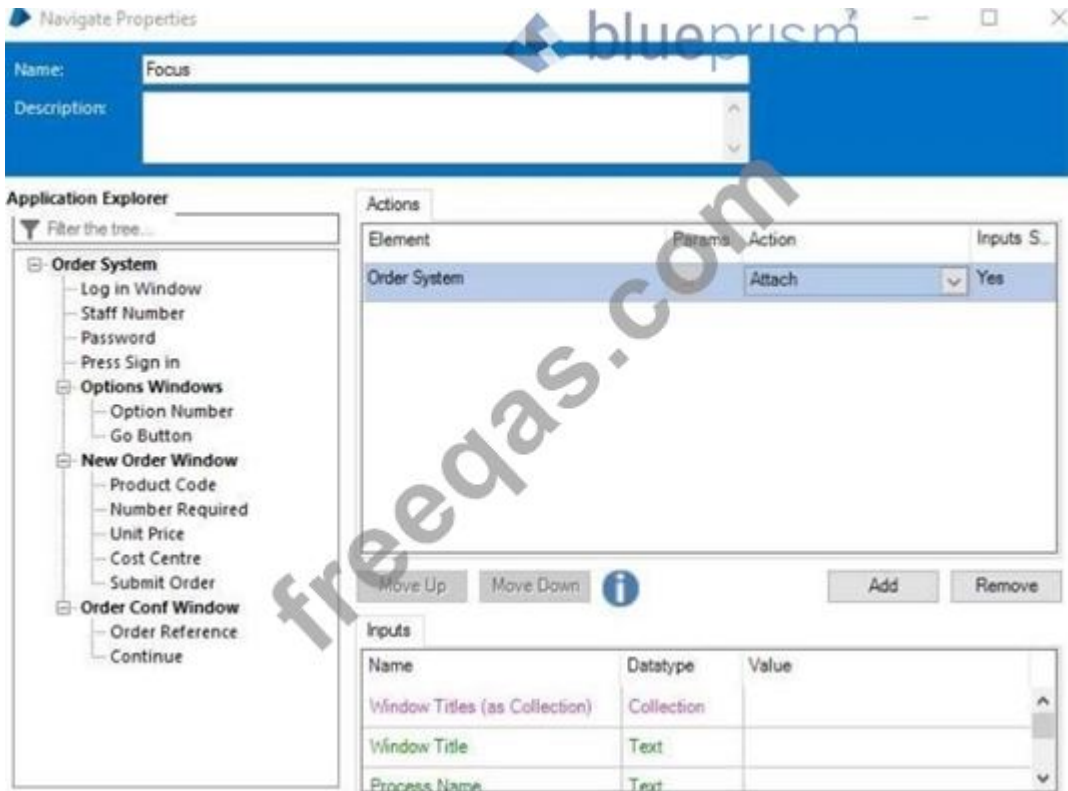 Navigate Properties
blueprism
?
Name:
Focus
Description:
Application Explorer
Filter the tree...
Order System
Log in Window
Staff Number
Password
Press Sign in
Options Windows
Option Number
Go Button
New Order Window
Product Code
Number Required
Unit Price
Cost Centre
Submit Order
Order Conf Window
Order Reference
Continue
Actions
Element Params Action Inputs S...
Order System Attach Yes
Move Up Move Down i Add Remove
Inputs
Name Datatype Value
Window Titles (as Collection) Collection
Window Title Text
Process Name Text
freeqas.com